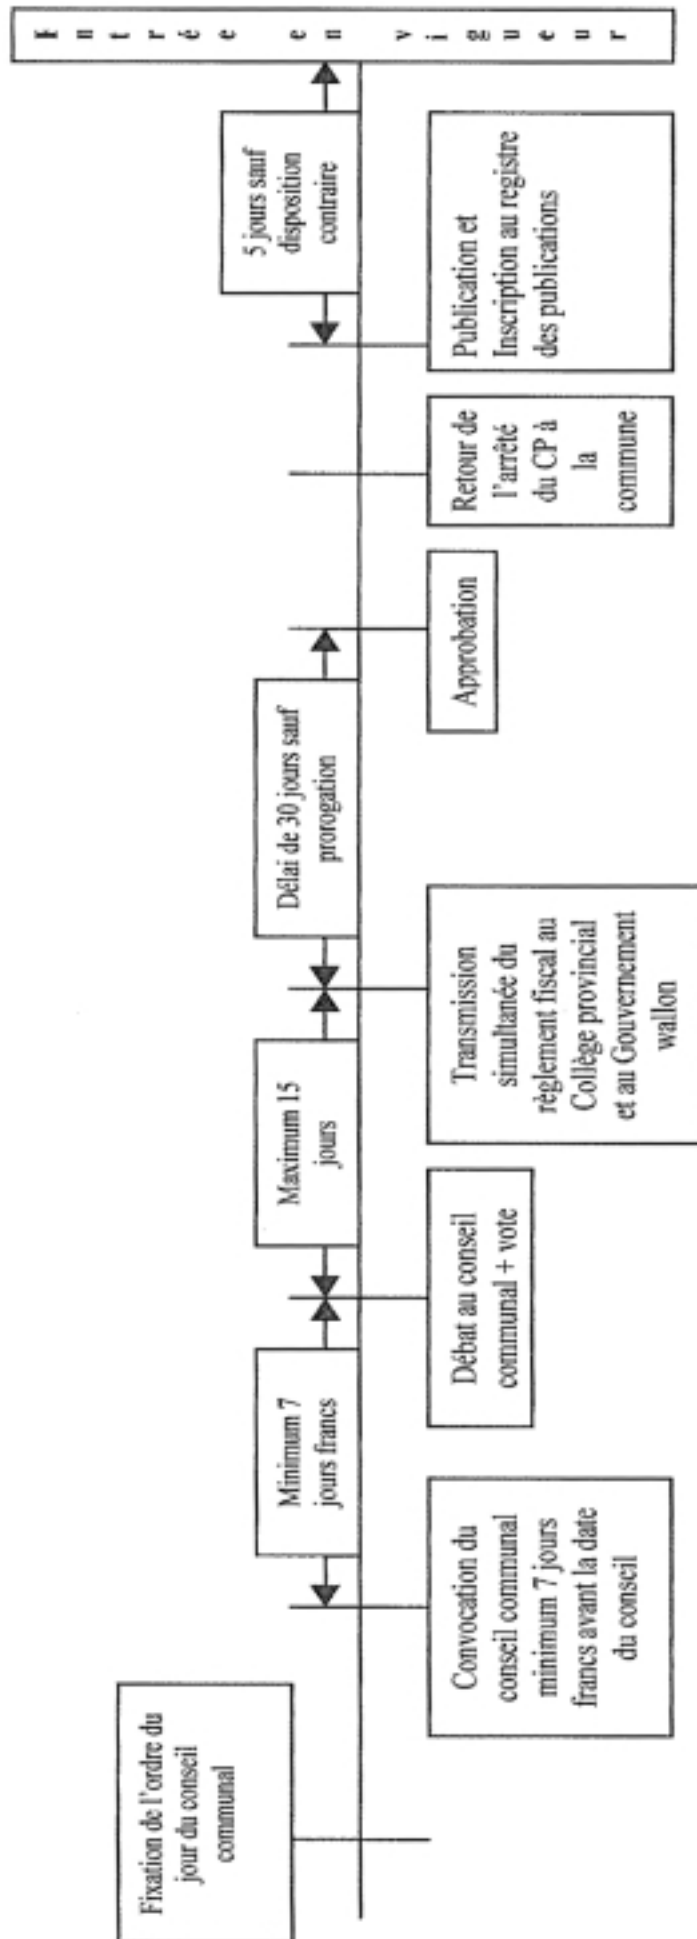 Fixation de l'ordre du
jour du conseil
communal
Convocation du
conseil communal
minimum 7 jours
francs avant la date
du conseil
Minimum 7
jours francs
Débat au conseil
communal + vote
Maximum 15
jours
Transmission
simultanée du
règlement fiscal au
Collège provincial
et au Gouvernement
wallon
Délai de 30 jours sauf
prorogation
Approbation
Retour de
l'arrêté
du CP à
la
commune
Publication et
Inscription au registre
des publications
5 jours sauf
disposition
contraire
Entrée en vigueur